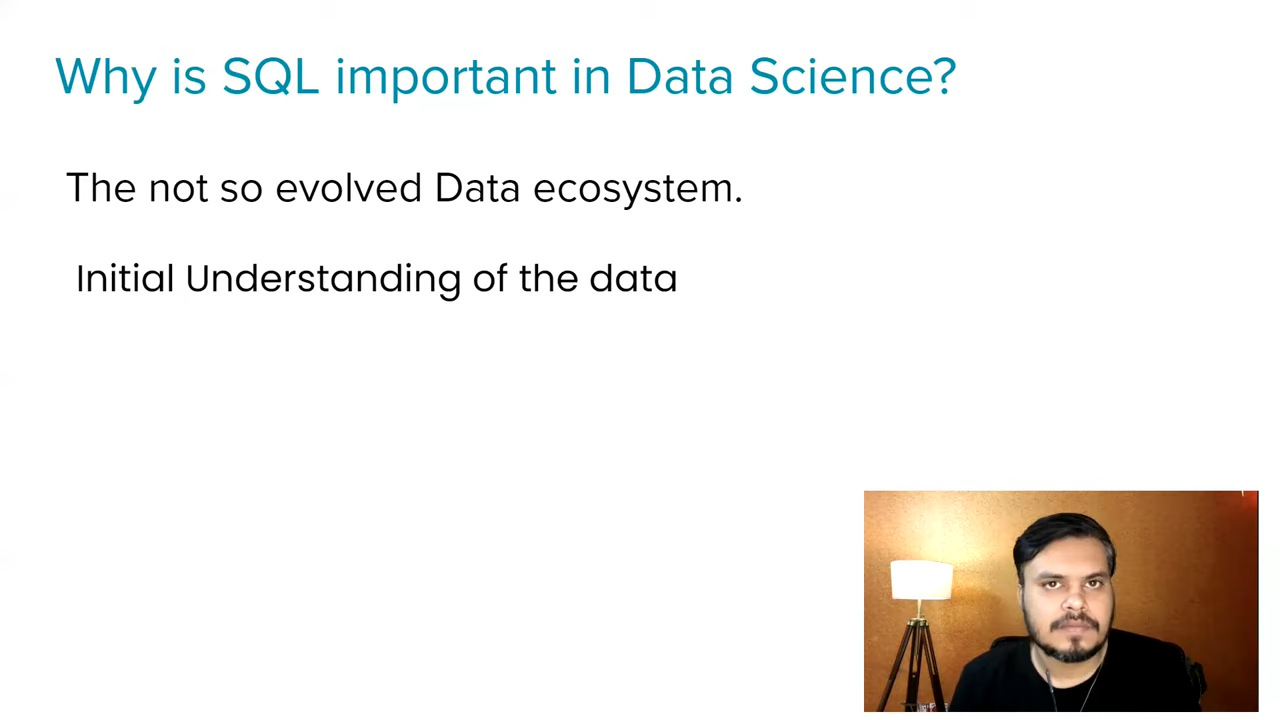 Why is SQL important in Data Science?
The not so evolved Data ecosystem.
Initial Understanding of the data